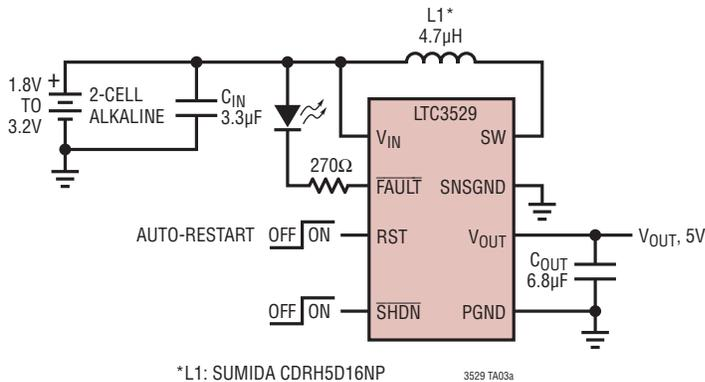 L1*
4.7µH
1.8V
TO
3.2V
+
2-CELL
ALKALINE
CIN
3.3µF
270Ω
LTC3529
VIN
SW
FAULT
SNSGND
AUTO-RESTART
OFF ON
RST
VOUT
VOUT, 5V
COUT
6.8µF
OFF ON
SHDN
PGND
*L1: SUMIDA CDRH5D16NP
3529 TA03a